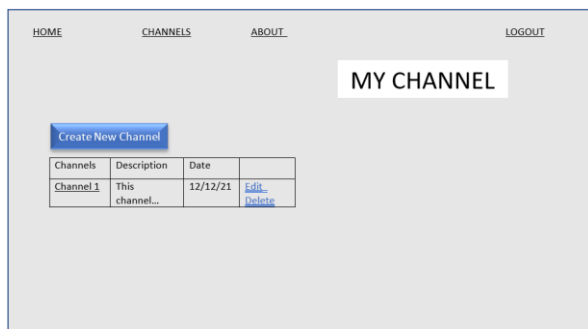 HOME CHANNELS ABOUT LOGOUT
MY CHANNEL
Create New Channel
Channels Description Date
Channel 1 This channel... 12/12/21 Edit
Delete